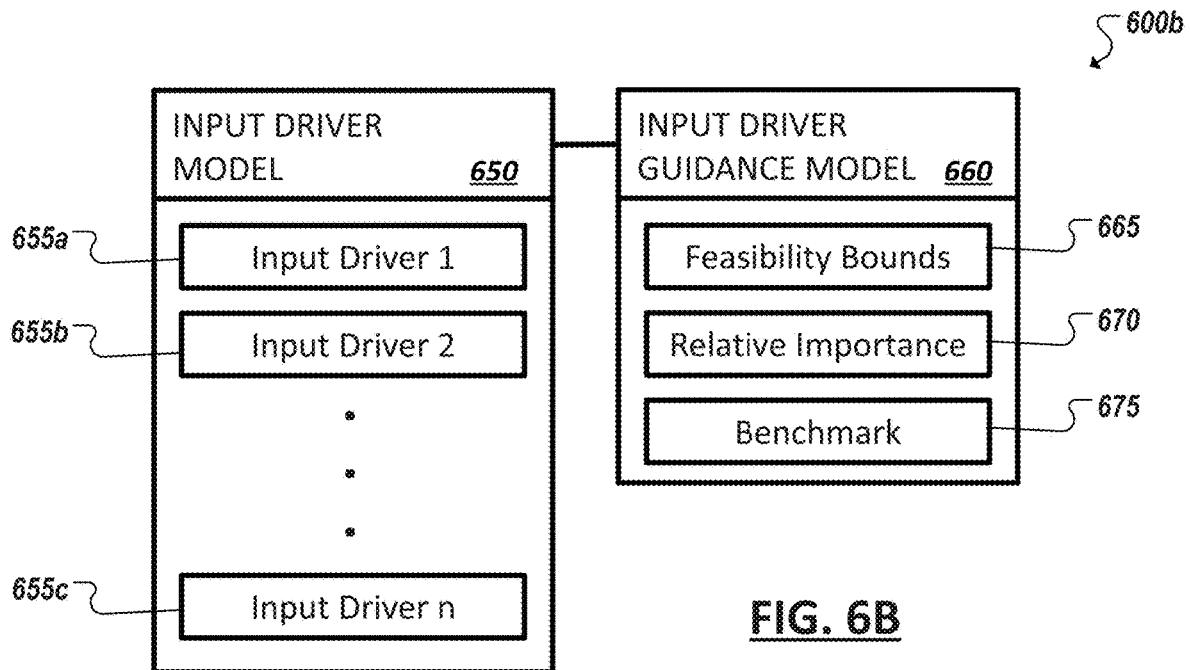 600b
INPUT DRIVER
MODEL 650
INPUT DRIVER
GUIDANCE MODEL 660
655a
Input Driver 1
655b
Input Driver 2
655c
Input Driver n
Feasibility Bounds
665
Relative Importance
670
Benchmark
675
FIG. 6B